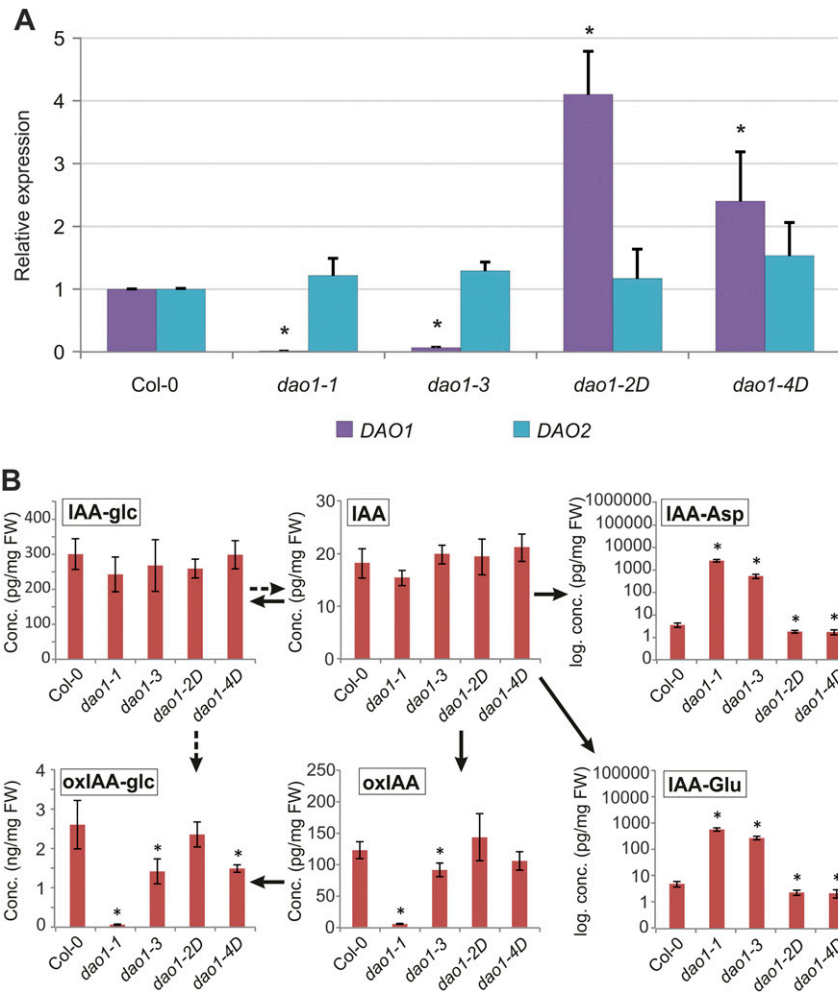 A
Relative expression
5
4
3
2
1
0
*
*
*
*
Col-0 dao1-1 dao1-3 dao1-2D dao1-4D
DAO1 DAO2
B
IAA-glc
Conc. (pg/mg FW)
400
300
200
100
0
Col-0 dao1-1 dao1-3 dao1-2D dao1-4D
IAA
Conc. (pg/mg FW)
30
20
10
0
Col-0 dao1-1 dao1-3 dao1-2D dao1-4D
IAA-Asp
log. conc. (pg/mg FW)
1000000
100000
10000
1000
100
10
1
0
* * * *
Col-0 dao1-1 dao1-3 dao1-2D dao1-4D
oxIAA-glc
Conc. (ng/mg FW)
4
3
2
1
0
* * *
Col-0 dao1-1 dao1-3 dao1-2D dao1-4D
oxIAA
Conc. (pg/mg FW)
250
200
150
100
50
0
* *
Col-0 dao1-1 dao1-3 dao1-2D dao1-4D
IAA-Glu
log. conc. (pg/mg FW)
100000
10000
1000
100
10
1
0
* * * *
Col-0 dao1-1 dao1-3 dao1-2D dao1-4D